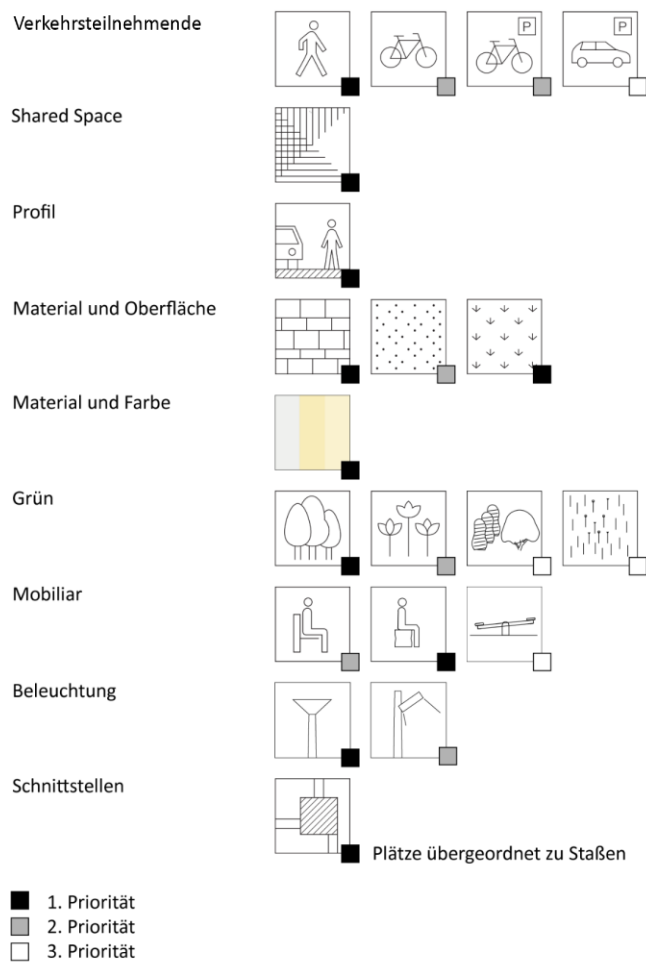 Verkehrsteilnehmende
P
P
Shared Space
Profil
Material und Oberfläche
Material und Farbe
Grün
Mobiliar
Beleuchtung
Schnittstellen
Plätze übergeordnet zu Staßen
1. Priorität
2. Priorität
3. Priorität